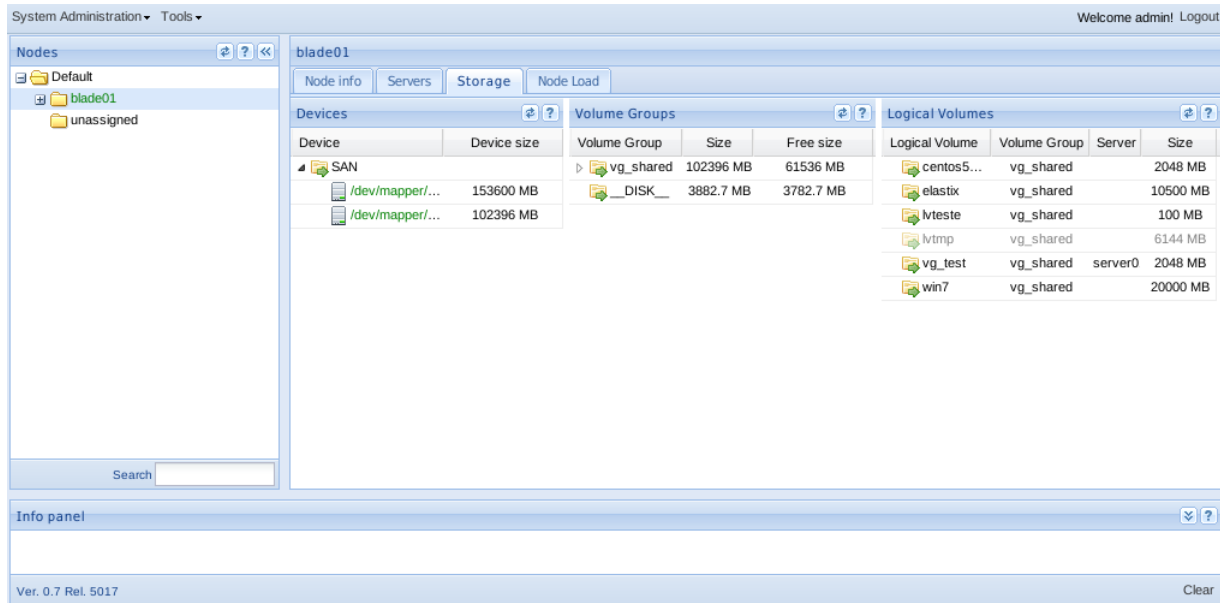 System Administration Tools Welcome admin! Logout
Nodes
Default
blade01
unassigned
Search
blade01
Node info Servers Storage Node Load
Devices
Device Device size
SAN
/dev/mapper/... 153600 MB
/dev/mapper/... 102396 MB
Volume Groups
Volume Group Size Free size
vg_shared 102396 MB 61536 MB
__DISK__ 3882.7 MB 3782.7 MB
Logical Volumes
Logical Volume Volume Group Server Size
centos5... vg_shared 2048 MB
elastix vg_shared 10500 MB
lvteste vg_shared 100 MB
lvtmp vg_shared 6144 MB
vg_test vg_shared server0 2048 MB
win7 vg_shared 20000 MB
Info panel
Ver. 0.7 Rel. 5017 Clear